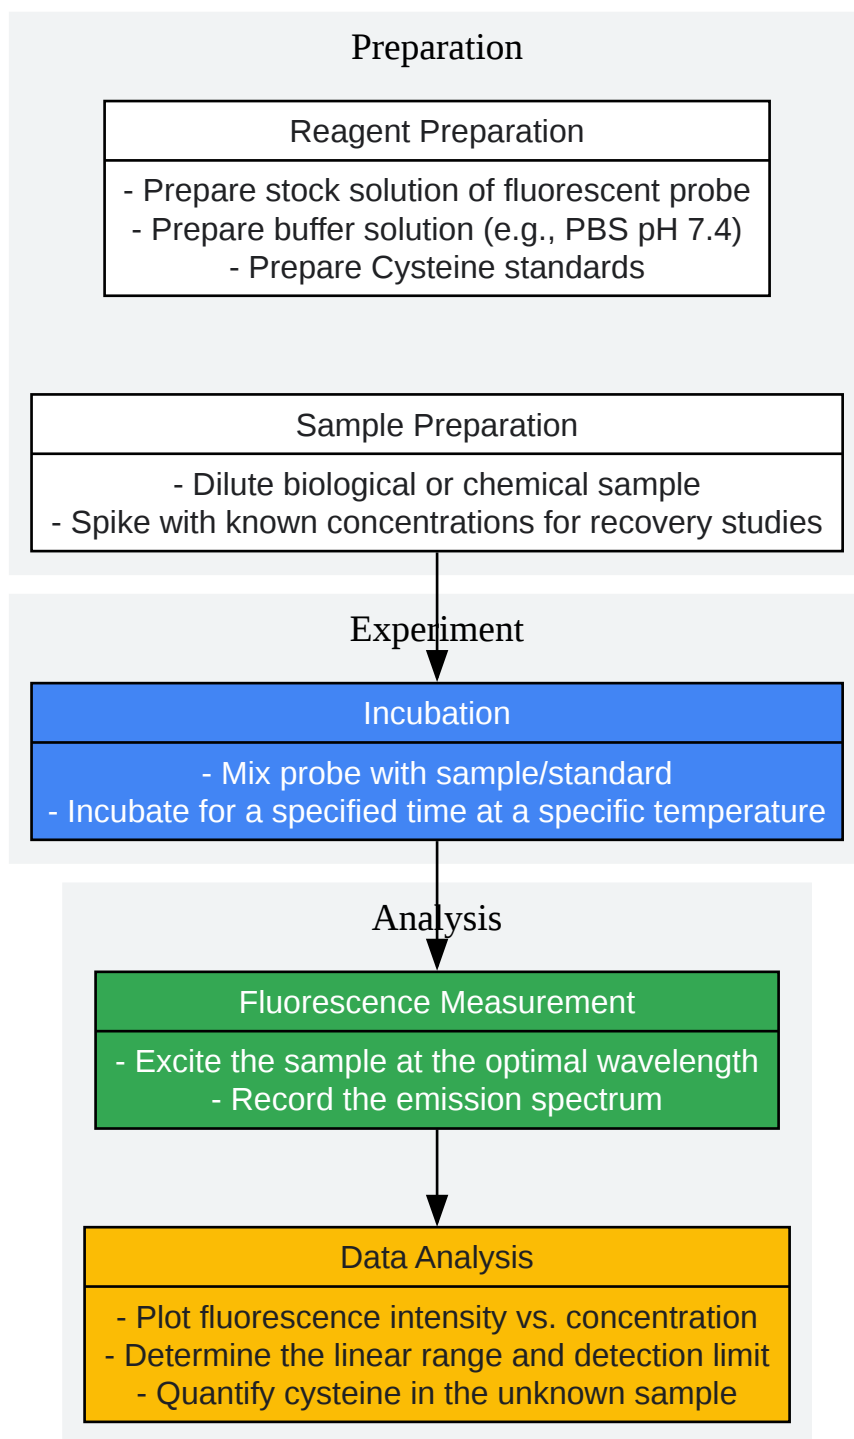 Preparation
Reagent Preparation
- Prepare stock solution of fluorescent probe
- Prepare buffer solution (e.g., PBS pH 7.4)
- Prepare Cysteine standards
Sample Preparation
- Dilute biological or chemical sample
- Spike with known concentrations for recovery studies
Experiment
Incubation
- Mix probe with sample/standard
- Incubate for a specified time at a specific temperature
Analysis
Fluorescence Measurement
- Excite the sample at the optimal wavelength
- Record the emission spectrum
Data Analysis
- Plot fluorescence intensity vs. concentration
- Determine the linear range and detection limit
- Quantify cysteine in the unknown sample